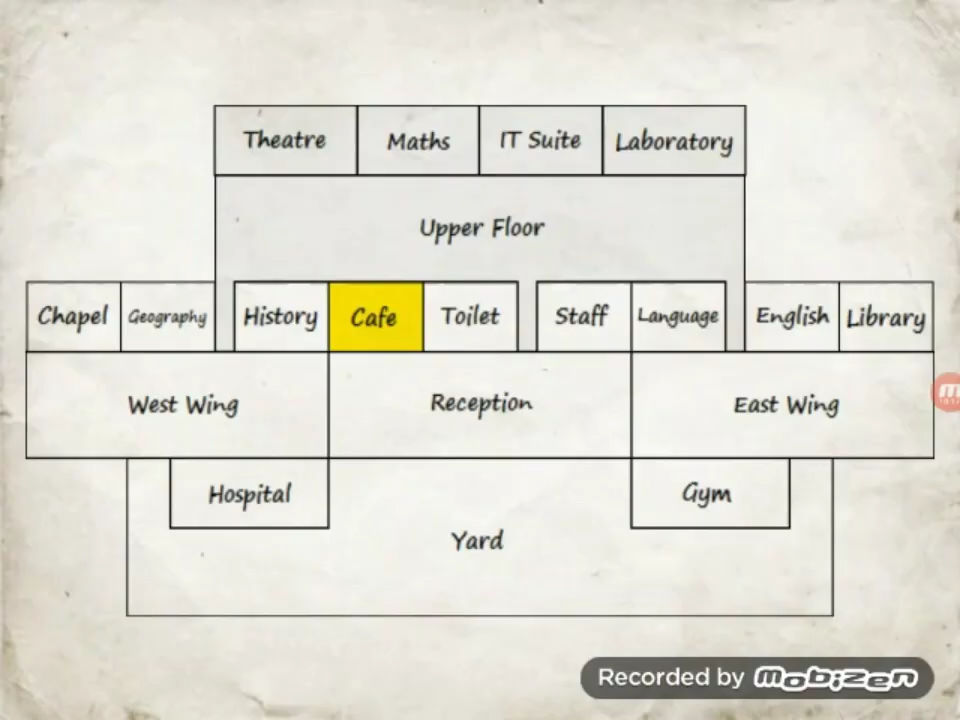 Theatre Maths IT Suite Laboratory
Upper Floor
Chapel Geography History Cafe Toilet Staff Language English Library
West Wing Reception East Wing
Hospital Gym
Yard
Recorded by Mobizen